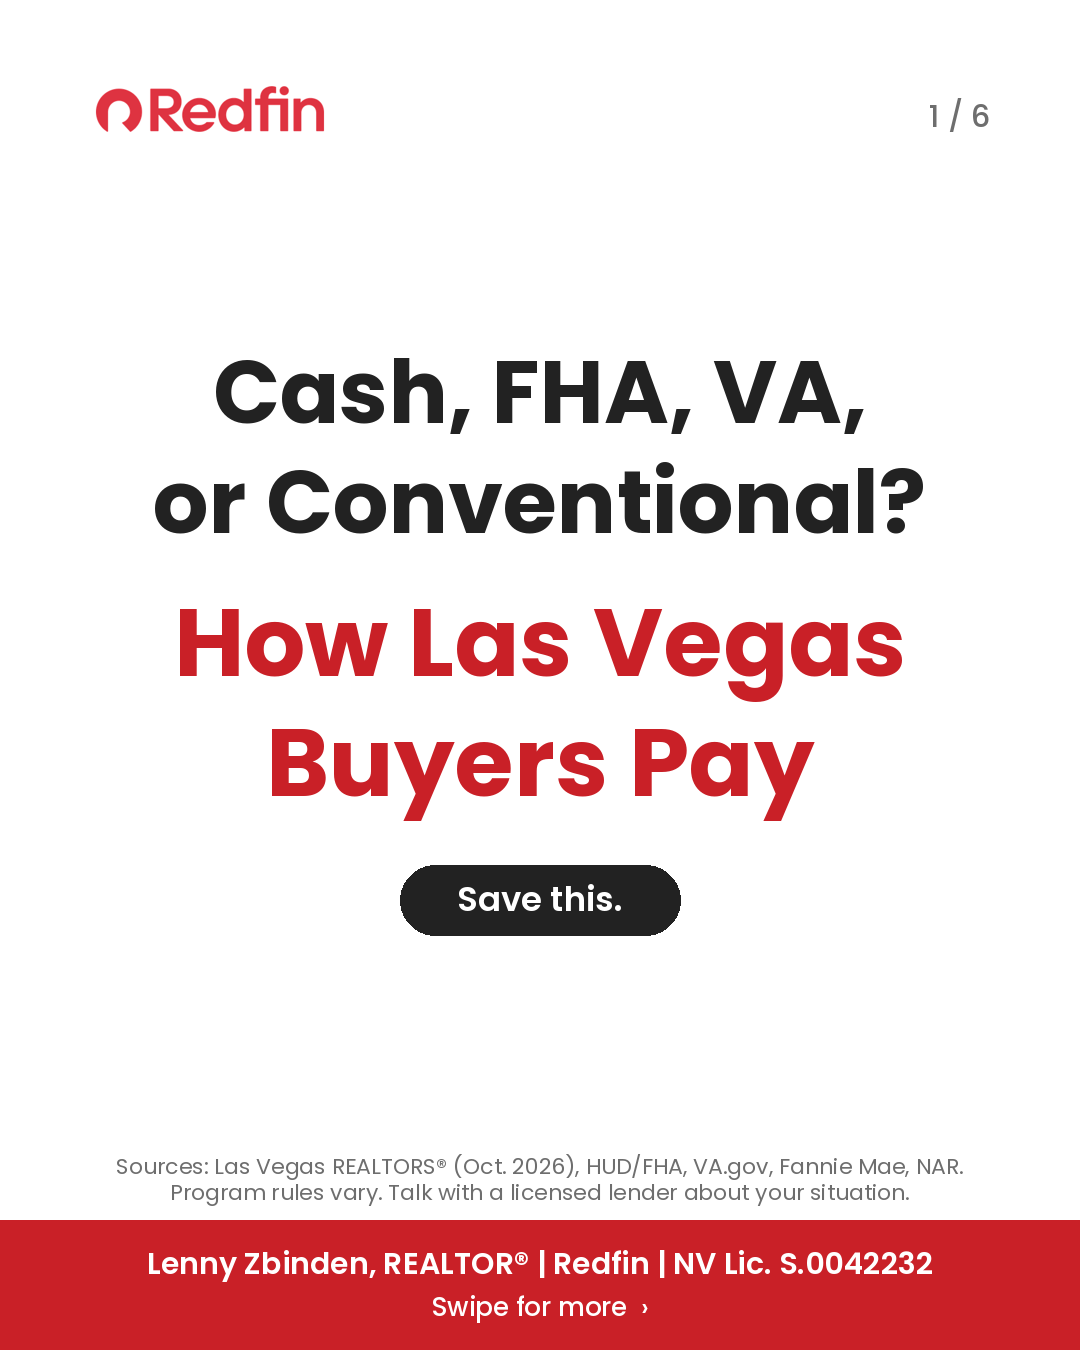 Redfin
1 / 6
Cash, FHA, VA,
or Conventional?
How Las Vegas
Buyers Pay
Save this.
Sources: Las Vegas REALTORS® (Oct. 2026), HUD/FHA, VA.gov, Fannie Mae, NAR.
Program rules vary. Talk with a licensed lender about your situation.
Lenny Zbinden, REALTOR® | Redfin | NV Lic. S.0042232
Swipe for more ›